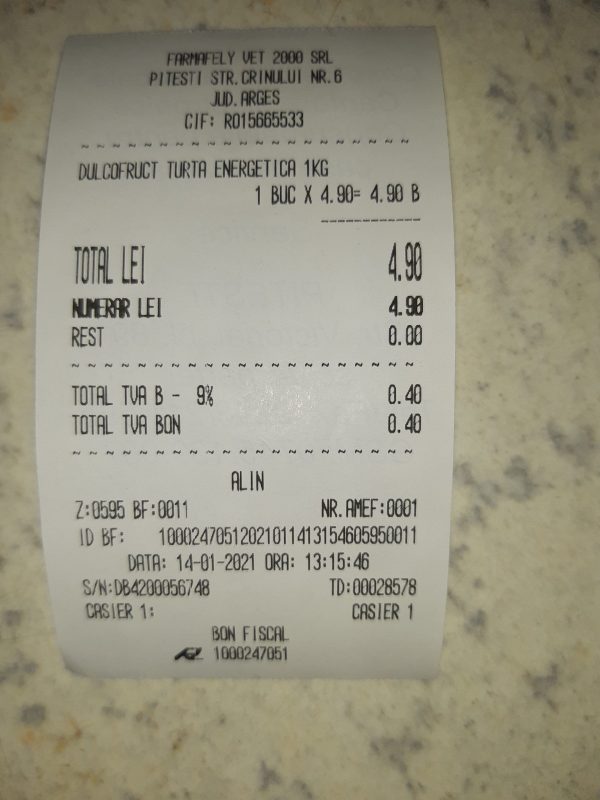 FARMAFELY VET 2000 SRL
PITESTI STR.CRINULUI NR.6
JUD.ARGES
CIF: RO15665533
~ ~ ~ ~ ~ ~ ~ ~ ~ ~ ~ ~ ~ ~ ~ ~ ~ ~ ~
DULCOFRUCT TURTA ENERGETICA 1KG
1 BUC X 4.90= 4.90 B
------------
TOTAL LEI 4.90
NUMERAR LEI 4.90
REST 0.00
~ ~ ~ ~ ~ ~ ~ ~ ~ ~ ~ ~ ~ ~ ~ ~ ~ ~ ~
TOTAL TVA B - 9% 0.40
TOTAL TVA BON 0.40
~ ~ ~ ~ ~ ~ ~ ~ ~ ~ ~ ~ ~ ~ ~ ~ ~ ~ ~
ALIN
Z:0595 BF:0011 NR.AMEF:0001
ID BF: 10002470512021011413154605950011
DATA: 14-01-2021 ORA: 13:15:46
S/N:DB4200056748 TD:00028578
CASIER 1: CASIER 1
BON FISCAL
1000247051